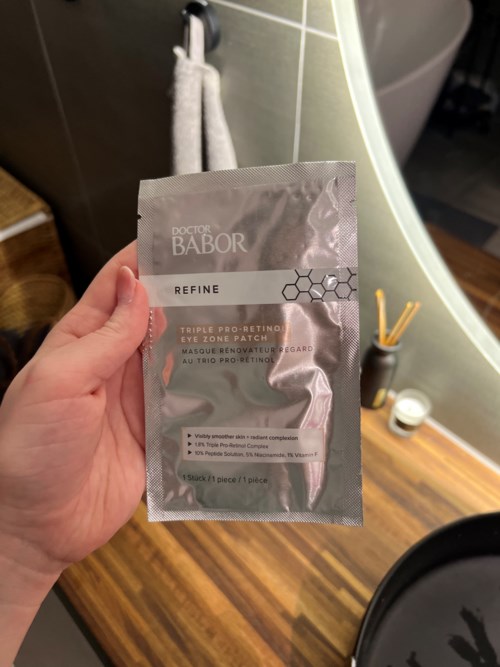 DOCTOR
BABOR
REFINE
TRIPLE PRO-RETINOL
EYE ZONE PATCH
MASQUE RÉNOVATEUR REGARD
AU TRIO PRO-RÉTINOL
▶ Visibly smoother skin + radiant complexion
▶ 1.8% Triple Pro-Retinol Complex
▶ 10% Peptide Solution, 5% Niacinamide, 1% Vitamin F
1 Stück / 1 piece / 1 pièce